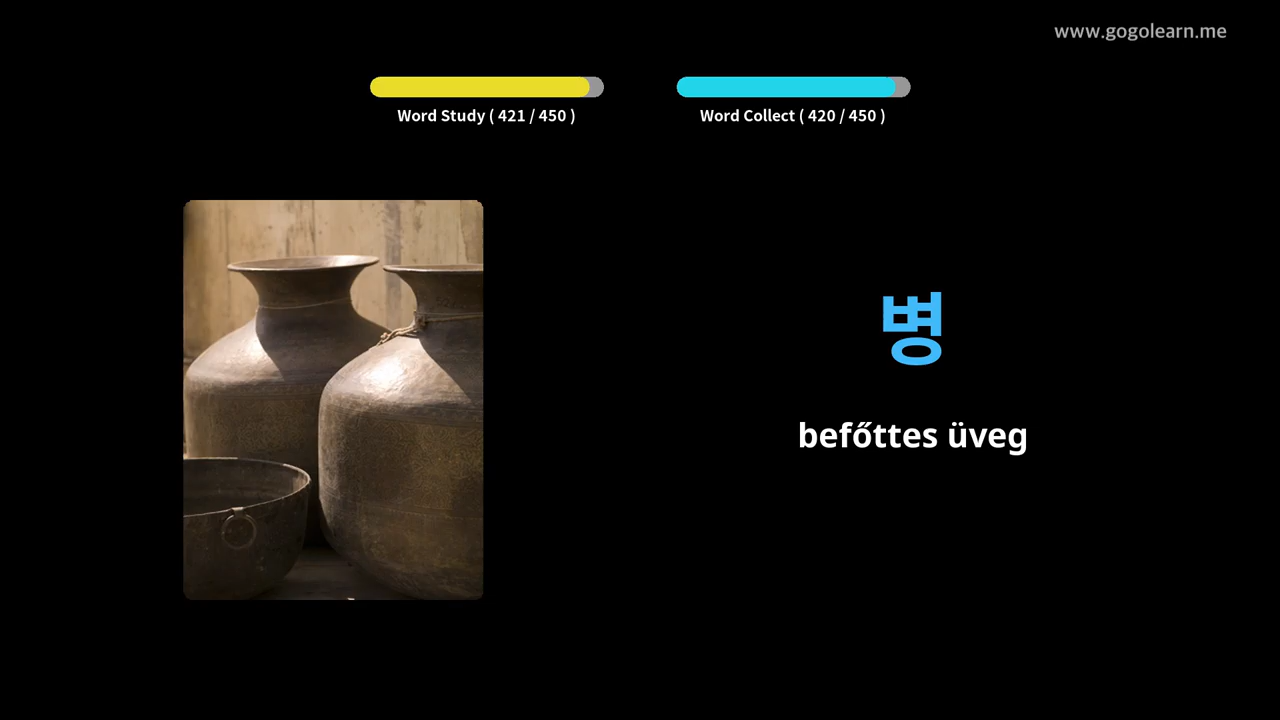 www.gogolearn.me
Word Study ( 421 / 450 )
Word Collect ( 420 / 450 )
병
befőttes üveg